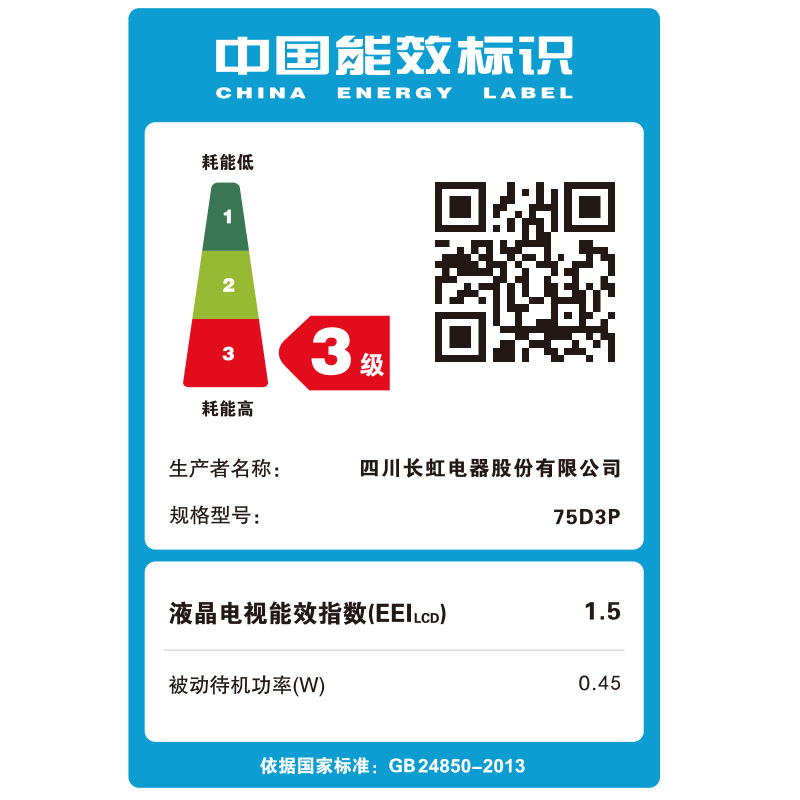 中国能效标识
CHINA ENERGY LABEL
耗能低
1
2
3
3级
耗能高
生产者名称： 四川长虹电器股份有限公司
规格型号： 75D3P
液晶电视能效指数(EEILCD) 1.5
被动待机功率(W) 0.45
依据国家标准：GB 24850-2013